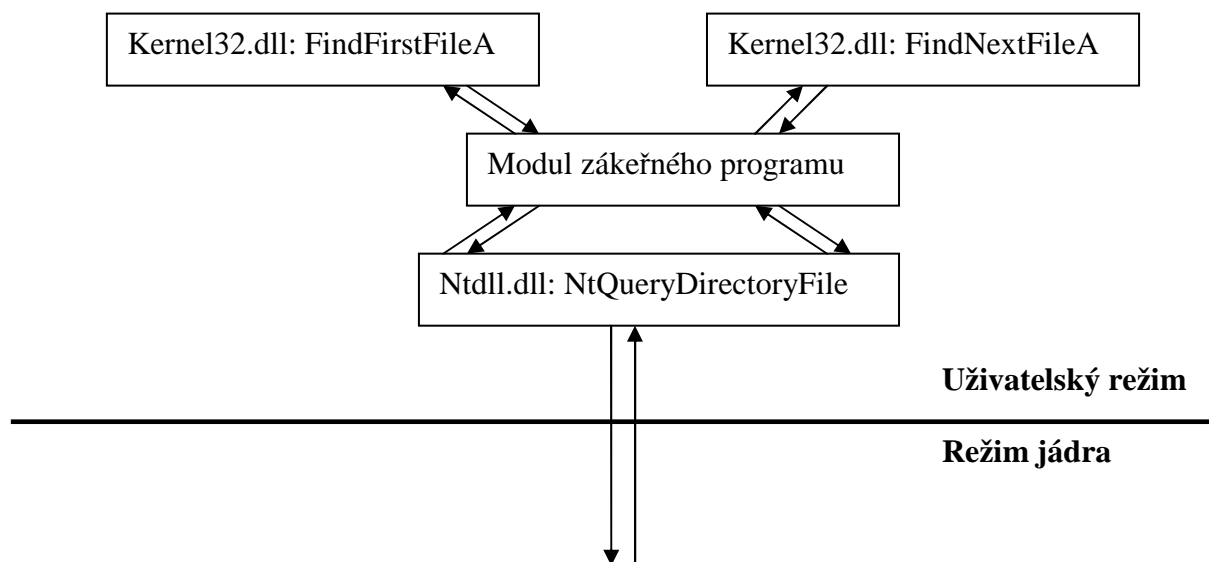 Kernel32.dll: FindFirstFileA
Kernel32.dll: FindNextFileA
Modul zákeřného programu
Ntdll.dll: NtQueryDirectoryFile
Uživatelský režim
Režim jádra